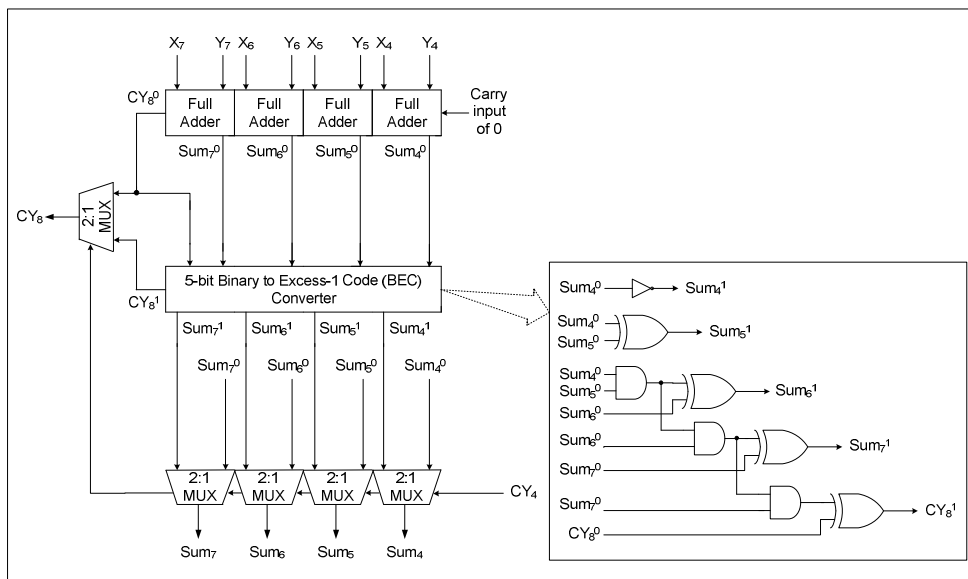 X₇ Y₇ X₆ Y₆ X₅ Y₅ X₄ Y₄
CY₈⁰
Full Adder
Full Adder
Full Adder
Full Adder
Carry input of 0
Sum₇⁰ Sum₆⁰ Sum₅⁰ Sum₄⁰
CY₈
2:1 MUX
CY₈¹
5-bit Binary to Excess-1 Code (BEC)
Converter
Sum₇¹ Sum₆¹ Sum₅¹ Sum₄¹
Sum₇⁰ Sum₆⁰ Sum₅⁰ Sum₄⁰
2:1 MUX
2:1 MUX
2:1 MUX
2:1 MUX
CY₄
Sum₇ Sum₆ Sum₅ Sum₄
Sum₄⁰ Sum₄¹
Sum₄⁰
Sum₅⁰
Sum₅¹
Sum₄⁰
Sum₅⁰
Sum₆¹
Sum₆⁰
Sum₆⁰
Sum₇¹
Sum₇⁰
Sum₇⁰
CY₈¹
CY₈⁰